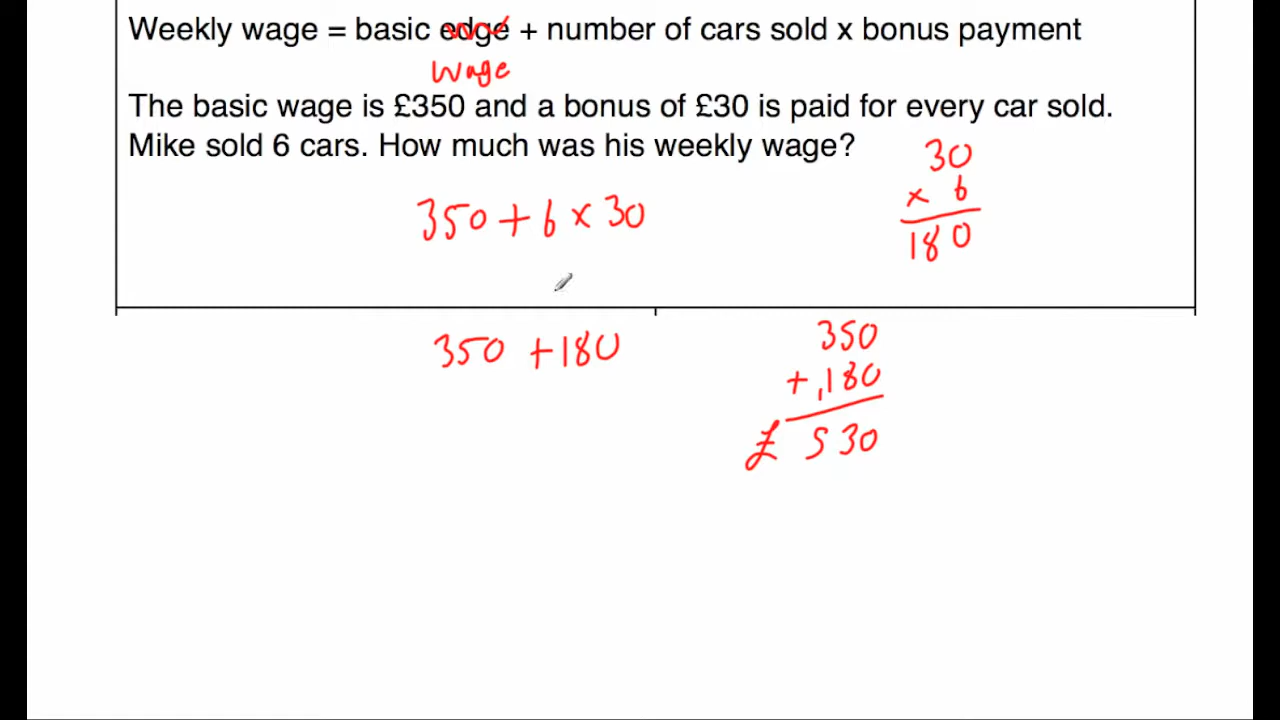 Weekly wage = basic edge + number of cars sold x bonus payment
wage
The basic wage is £350 and a bonus of £30 is paid for every car sold.
Mike sold 6 cars. How much was his weekly wage?
350 + 6 x 30
30
x 6
180
350 + 180
350
+ 180
1
£ 530